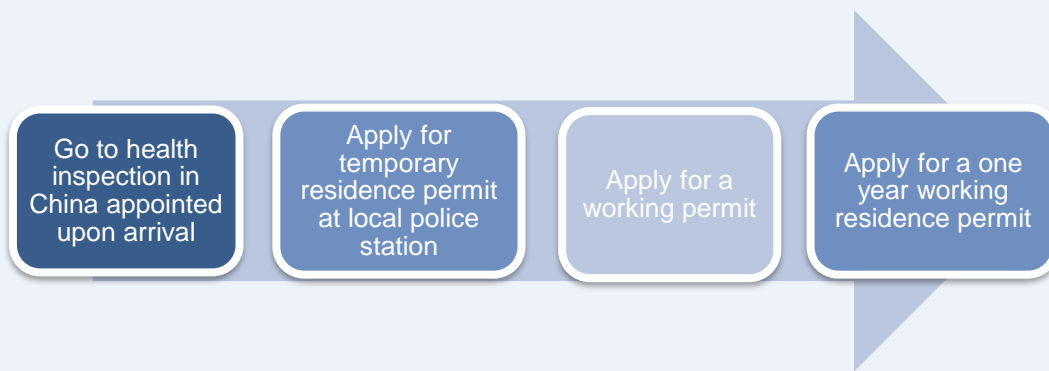 Go to health
inspection in
China appointed
upon arrival
Apply for
temporary
residence permit
at local police
station
Apply for a
working permit
Apply for a one
year working
residence permit